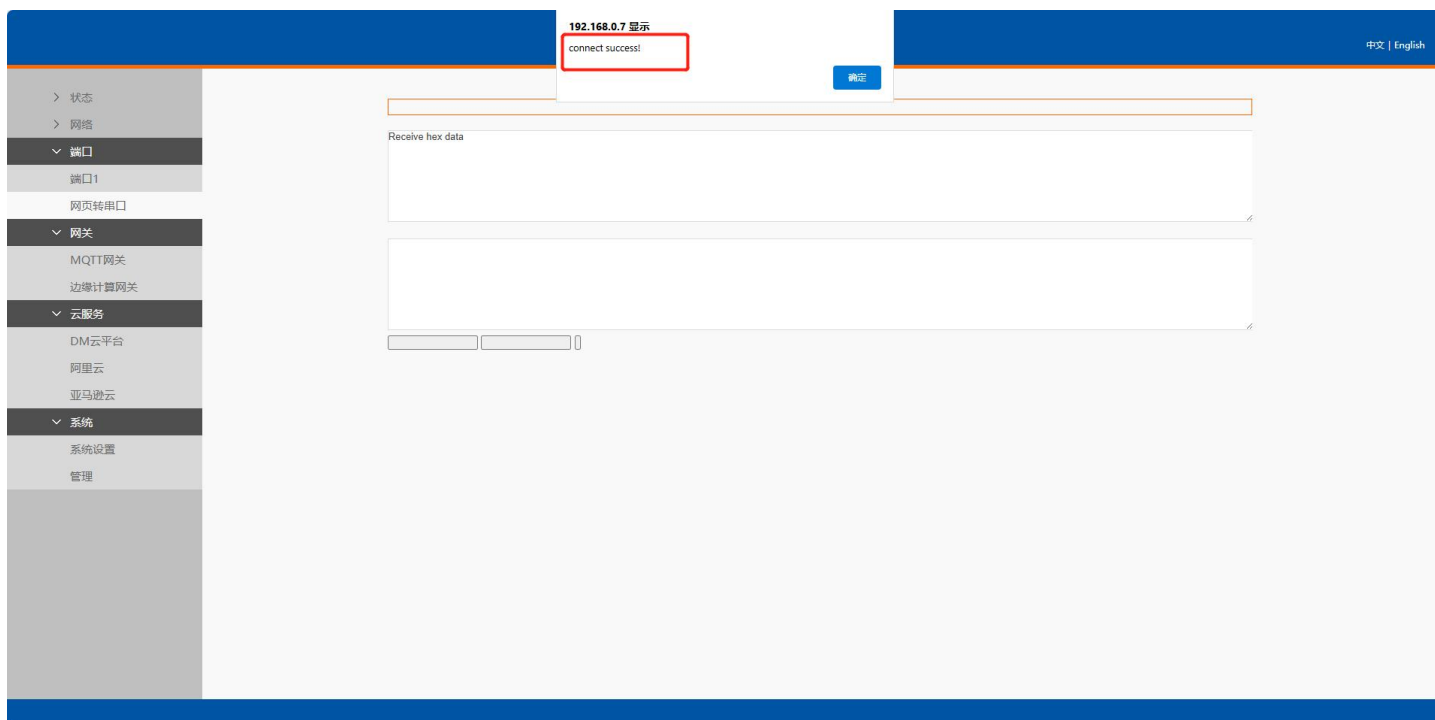 192.168.0.7 显示
connect success!
确定
中文 | English
状态
网络
端口
端口1
网页转串口
网关
MQTT网关
边缘计算网关
云服务
DM云平台
阿里云
亚马逊云
系统
系统设置
管理
Receive hex data